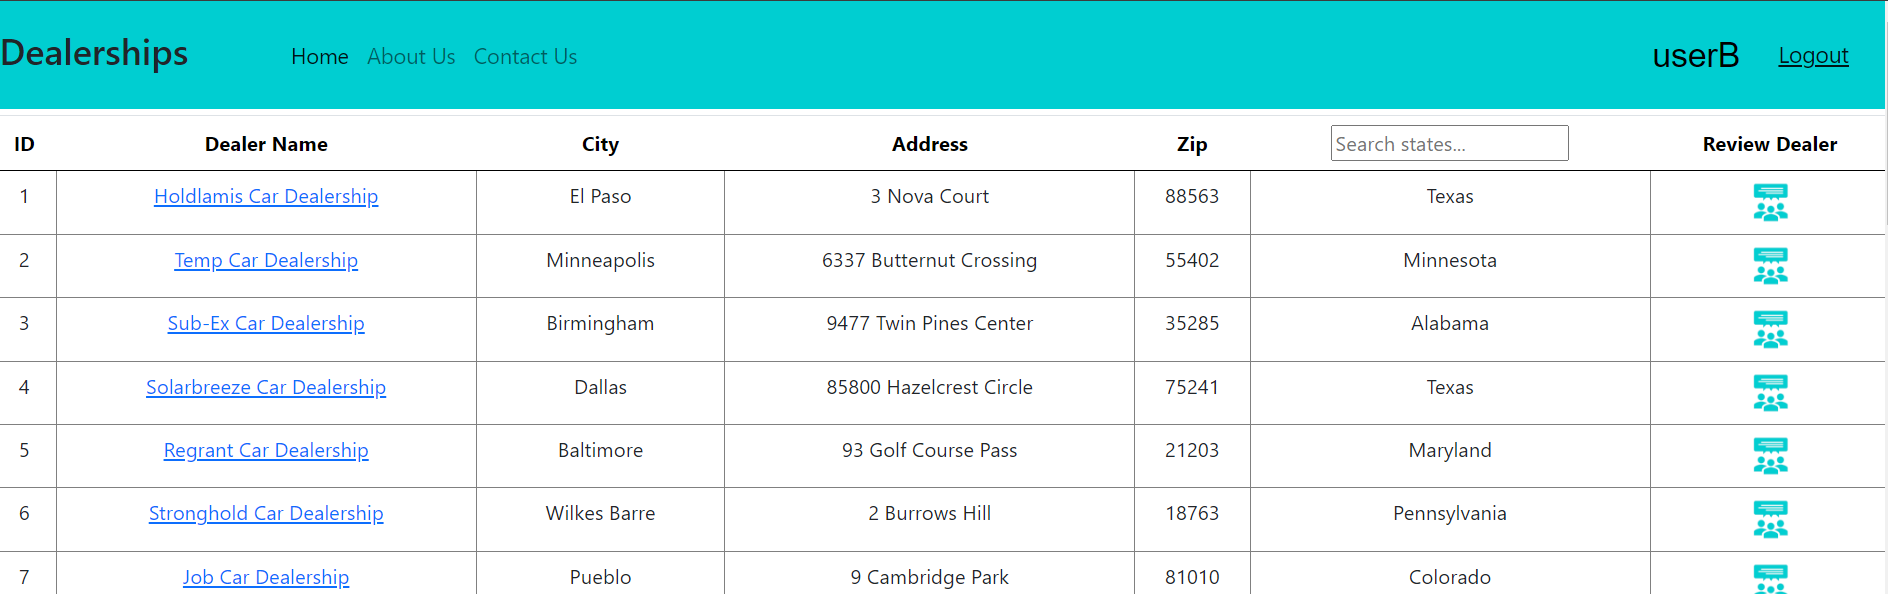 Dealerships Home About Us Contact Us userB Logout
ID Dealer Name City Address Zip Search states... Review Dealer
1 Holdlamis Car Dealership El Paso 3 Nova Court 88563 Texas
2 Temp Car Dealership Minneapolis 6337 Butternut Crossing 55402 Minnesota
3 Sub-Ex Car Dealership Birmingham 9477 Twin Pines Center 35285 Alabama
4 Solarbreeze Car Dealership Dallas 85800 Hazelcrest Circle 75241 Texas
5 Regrant Car Dealership Baltimore 93 Golf Course Pass 21203 Maryland
6 Stronghold Car Dealership Wilkes Barre 2 Burrows Hill 18763 Pennsylvania
7 Job Car Dealership Pueblo 9 Cambridge Park 81010 Colorado